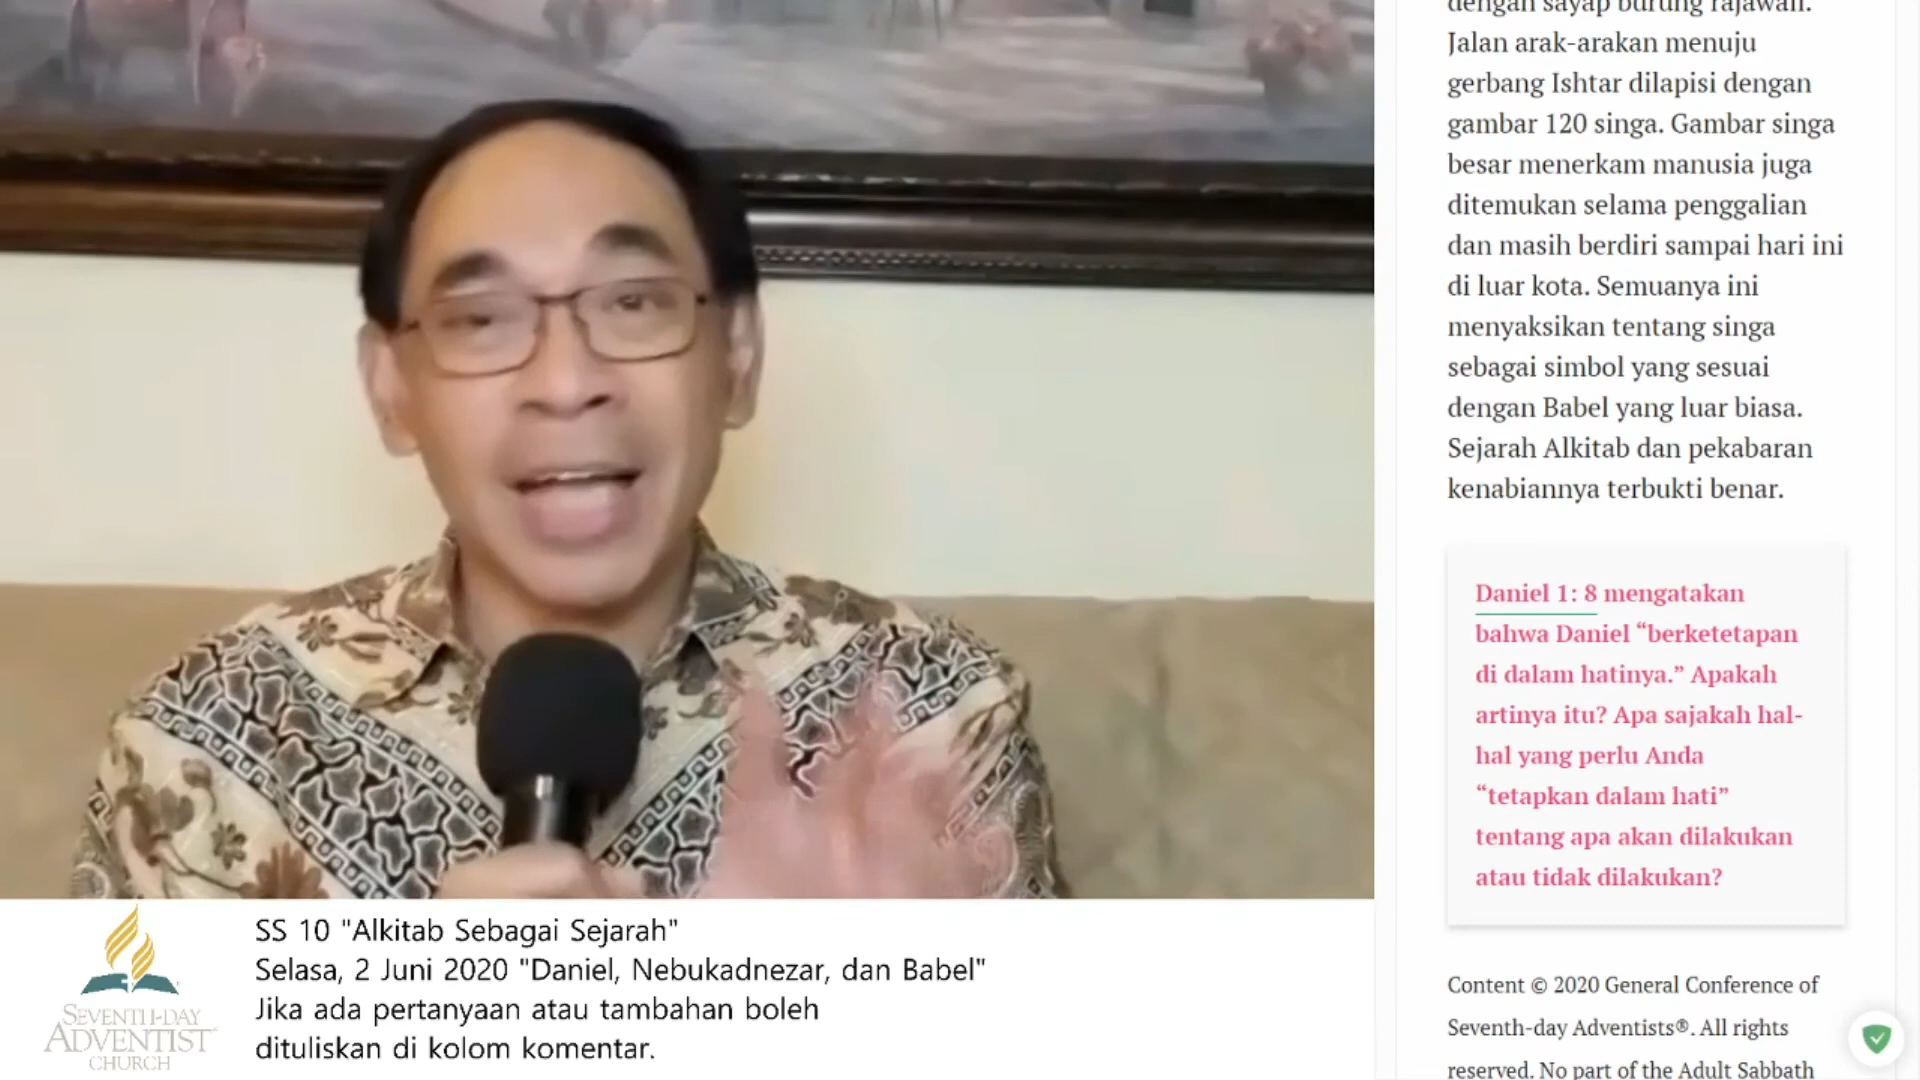 dengan sayap burung rajawali.
Jalan arak-arakan menuju
gerbang Ishtar dilapisi dengan
gambar 120 singa. Gambar singa
besar menerkam manusia juga
ditemukan selama penggalian
dan masih berdiri sampai hari ini
di luar kota. Semuanya ini
menyaksikan tentang singa
sebagai simbol yang sesuai
dengan Babel yang luar biasa.
Sejarah Alkitab dan pekabaran
kenabiannya terbukti benar.
Daniel 1: 8 mengatakan
bahwa Daniel “berketetapan
di dalam hatinya.” Apakah
artinya itu? Apa sajakah hal-
hal yang perlu Anda
“tetapkan dalam hati”
tentang apa akan dilakukan
atau tidak dilakukan?
Content © 2020 General Conference of
Seventh-day Adventists®. All rights
reserved. No part of the Adult Sabbath
SEVENTH-DAY
ADVENTIST
CHURCH
SS 10 "Alkitab Sebagai Sejarah"
Selasa, 2 Juni 2020 "Daniel, Nebukadnezar, dan Babel"
Jika ada pertanyaan atau tambahan boleh
dituliskan di kolom komentar.